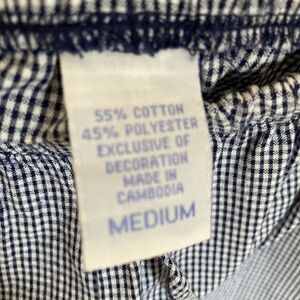 55% COTTON
45% POLYESTER
EXCLUSIVE OF
DECORATION
MADE IN
CAMBODIA
MEDIUM